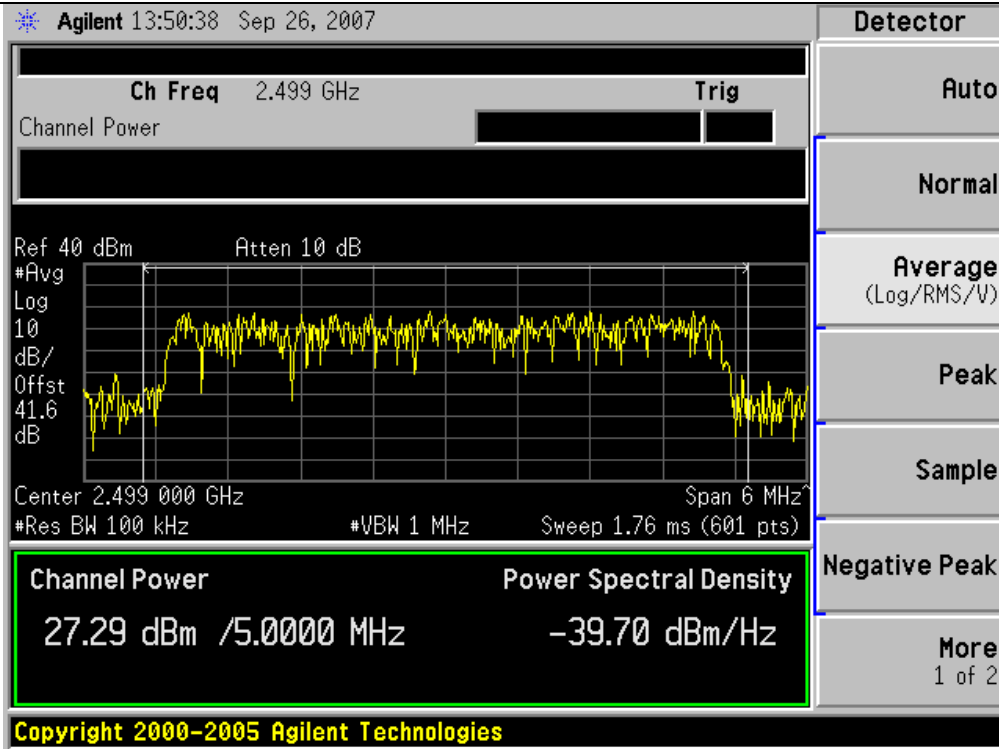 Agilent 13:50:38 Sep 26, 2007
Detector
Ch Freq 2.499 GHz Trig
Channel Power
Auto
Normal
Average
(Log/RMS/V)
Peak
Sample
Negative Peak
More
1 of 2
Ref 40 dBm Atten 10 dB
#Avg
Log
10
dB/
Offst
41.6
dB
Center 2.499 000 GHz Span 6 MHz^
#Res BW 100 kHz #VBW 1 MHz Sweep 1.76 ms (601 pts)
Channel Power Power Spectral Density
27.29 dBm /5.0000 MHz -39.70 dBm/Hz
Copyright 2000-2005 Agilent Technologies